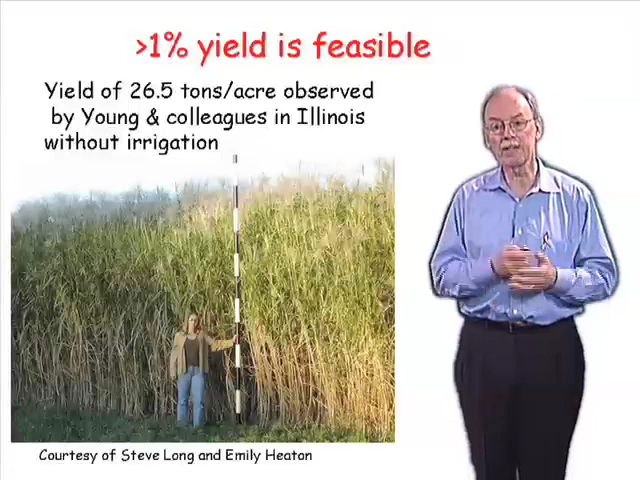 >1% yield is feasible
Yield of 26.5 tons/acre observed
by Young & colleagues in Illinois
without irrigation
Courtesy of Steve Long and Emily Heaton